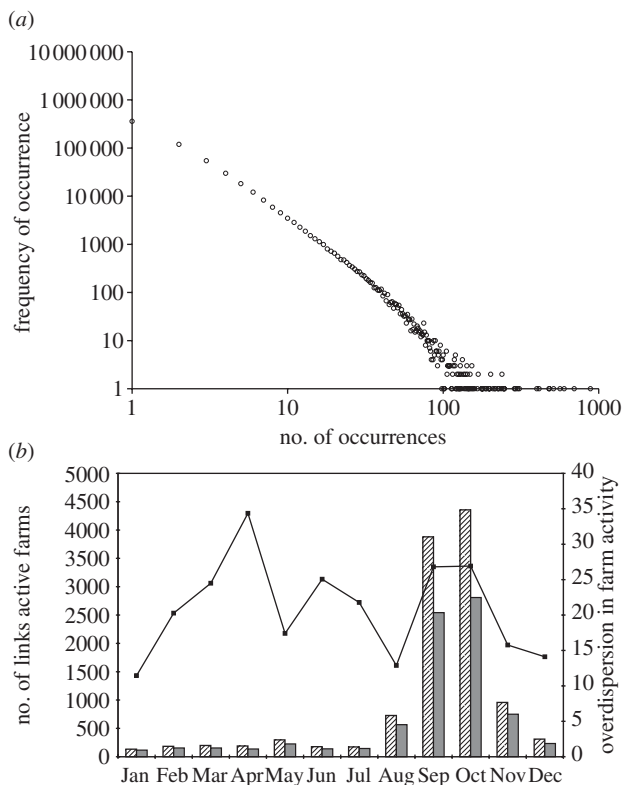 (a)
10 000 000
1 000 000
100 000
10 000
1000
100
10
1
frequency of occurrence
1 10 100 1000
no. of occurrences
(b)
5000
4500
4000
3500
3000
2500
2000
1500
1000
500
0
no. of links active farms
40
35
30
25
20
15
10
5
0
overdispersion in farm activity
Jan Feb Mar Apr May Jun Jul Aug Sep Oct Nov Dec